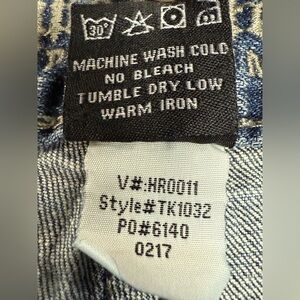 30°
MACHINE WASH COLD
NO BLEACH
TUMBLE DRY LOW
WARM IRON
V#:HR0011
Style#TK1032
PO#6140
0217